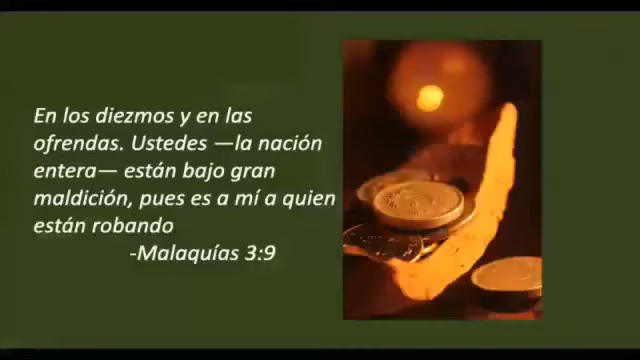 En los diezmos y en las
ofrendas. Ustedes —la nación
entera— están bajo gran
maldición, pues es a mí a quien
están robando
-Malaquías 3:9